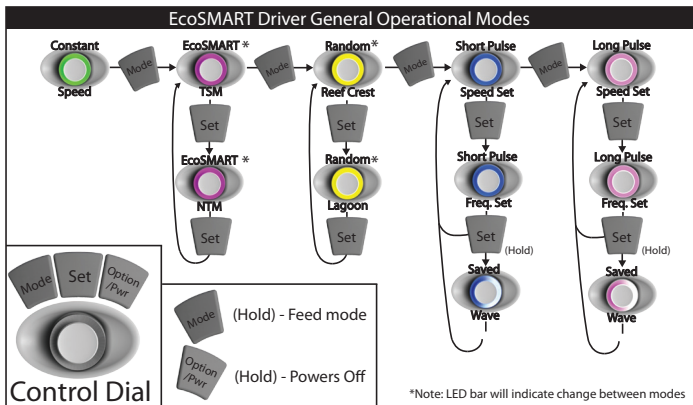 EcoSMART Driver General Operational Modes
Constant
Speed
Mode
EcoSMART *
TSM
Mode
Random*
Reef Crest
Mode
Short Pulse
Speed Set
Mode
Long Pulse
Speed Set
Set
Set
Set
Set
EcoSMART *
NTM
Random*
Lagoon
Short Pulse
Freq. Set
Long Pulse
Freq. Set
Set
Set
Set
(Hold)
Set
(Hold)
Saved
Wave
Saved
Wave
Mode
Set
Option
/Pwr
Control Dial
Mode
(Hold) - Feed mode
Option
/Pwr
(Hold) - Powers Off
*Note: LED bar will indicate change between modes